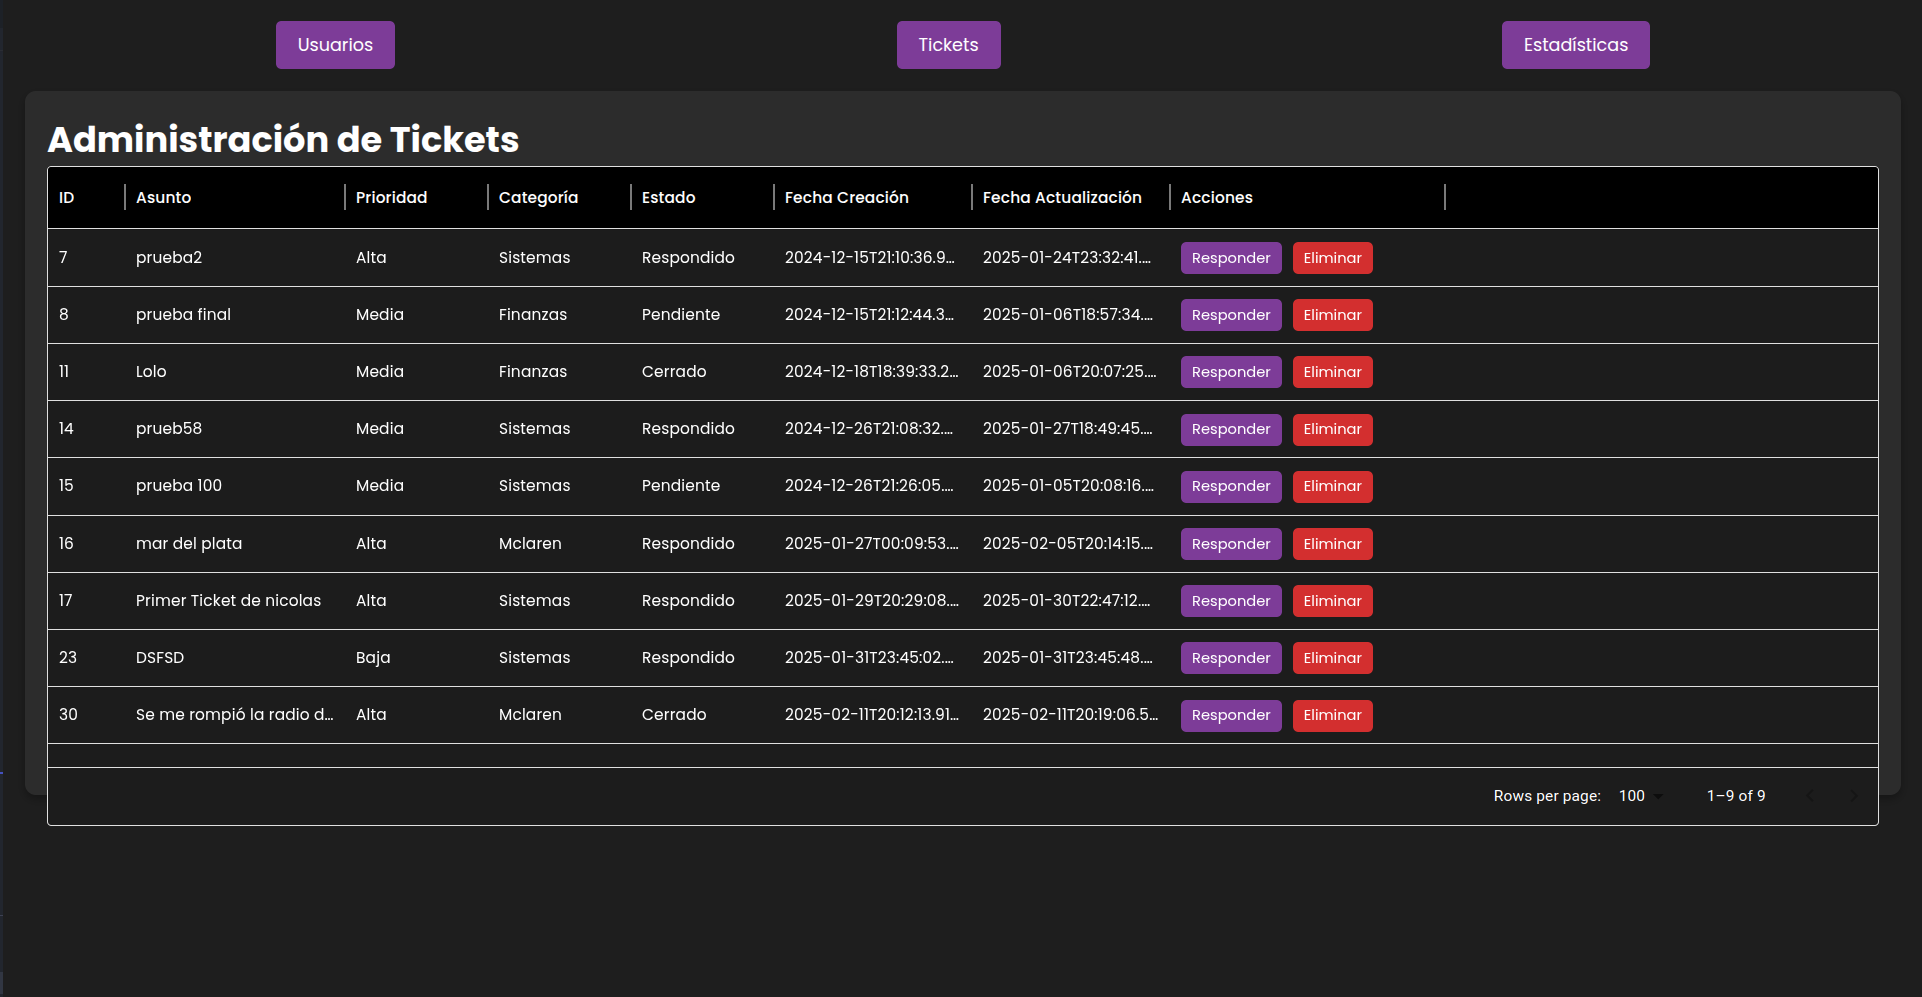 Usuarios Tickets Estadísticas
Administración de Tickets
ID Asunto Prioridad Categoría Estado Fecha Creación Fecha Actualización Acciones
7 prueba2 Alta Sistemas Respondido 2024-12-15T21:10:36.9... 2025-01-24T23:32:41.... Responder Eliminar
8 prueba final Media Finanzas Pendiente 2024-12-15T21:12:44.3... 2025-01-06T18:57:34.... Responder Eliminar
11 Lolo Media Finanzas Cerrado 2024-12-18T18:39:33.2... 2025-01-06T20:07:25.... Responder Eliminar
14 prueb58 Media Sistemas Respondido 2024-12-26T21:08:32.... 2025-01-27T18:49:45.... Responder Eliminar
15 prueba 100 Media Sistemas Pendiente 2024-12-26T21:26:05.... 2025-01-05T20:08:16.... Responder Eliminar
16 mar del plata Alta Mclaren Respondido 2025-01-27T00:09:53.... 2025-02-05T20:14:15.... Responder Eliminar
17 Primer Ticket de nicolas Alta Sistemas Respondido 2025-01-29T20:29:08.... 2025-01-30T22:47:12.... Responder Eliminar
23 DSFSD Baja Sistemas Respondido 2025-01-31T23:45:02.... 2025-01-31T23:45:48.... Responder Eliminar
30 Se me rompió la radio d... Alta Mclaren Cerrado 2025-02-11T20:12:13.91... 2025-02-11T20:19:06.5... Responder Eliminar
Rows per page: 100 1–9 of 9